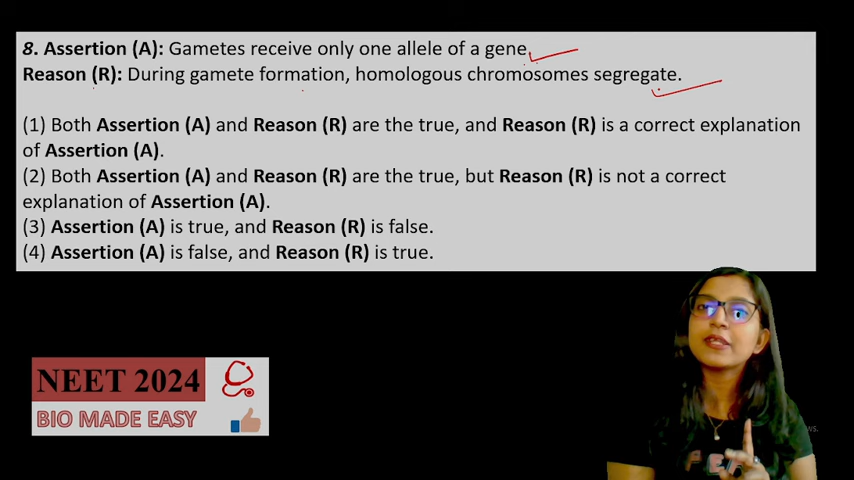 8. Assertion (A): Gametes receive only one allele of a gene.
Reason (R): During gamete formation, homologous chromosomes segregate.
(1) Both Assertion (A) and Reason (R) are the true, and Reason (R) is a correct explanation
of Assertion (A).
(2) Both Assertion (A) and Reason (R) are the true, but Reason (R) is not a correct
explanation of Assertion (A).
(3) Assertion (A) is true, and Reason (R) is false.
(4) Assertion (A) is false, and Reason (R) is true.
NEET 2024
BIO MADE EASY